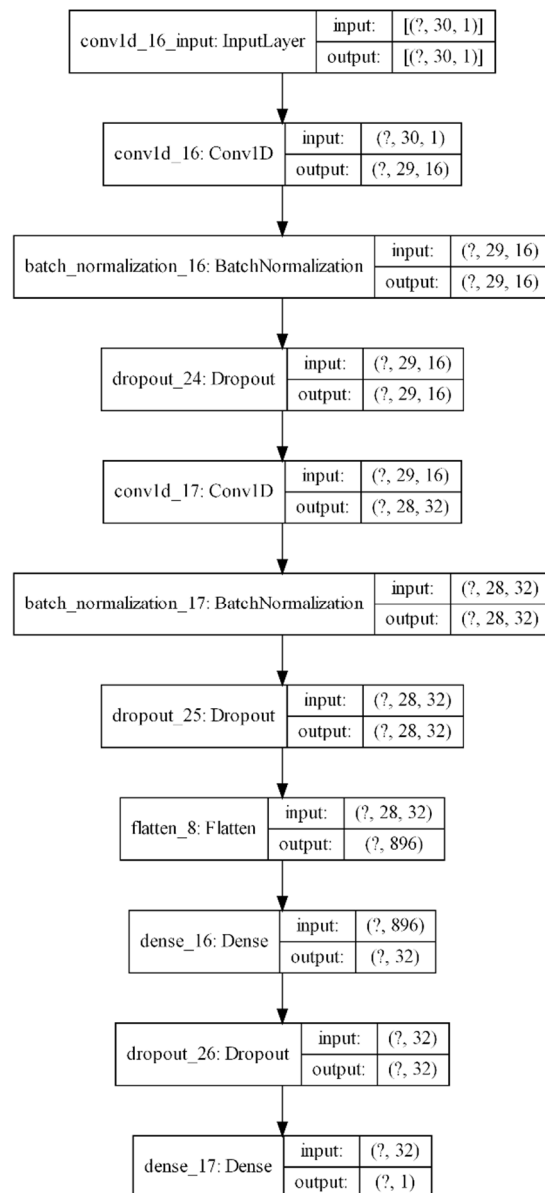 conv1d_16_input: InputLayer
input: [(?, 30, 1)]
output: [(?, 30, 1)]
conv1d_16: Conv1D
input: (?, 30, 1)
output: (?, 29, 16)
batch_normalization_16: BatchNormalization
input: (?, 29, 16)
output: (?, 29, 16)
dropout_24: Dropout
input: (?, 29, 16)
output: (?, 29, 16)
conv1d_17: Conv1D
input: (?, 29, 16)
output: (?, 28, 32)
batch_normalization_17: BatchNormalization
input: (?, 28, 32)
output: (?, 28, 32)
dropout_25: Dropout
input: (?, 28, 32)
output: (?, 28, 32)
flatten_8: Flatten
input: (?, 28, 32)
output: (?, 896)
dense_16: Dense
input: (?, 896)
output: (?, 32)
dropout_26: Dropout
input: (?, 32)
output: (?, 32)
dense_17: Dense
input: (?, 32)
output: (?, 1)